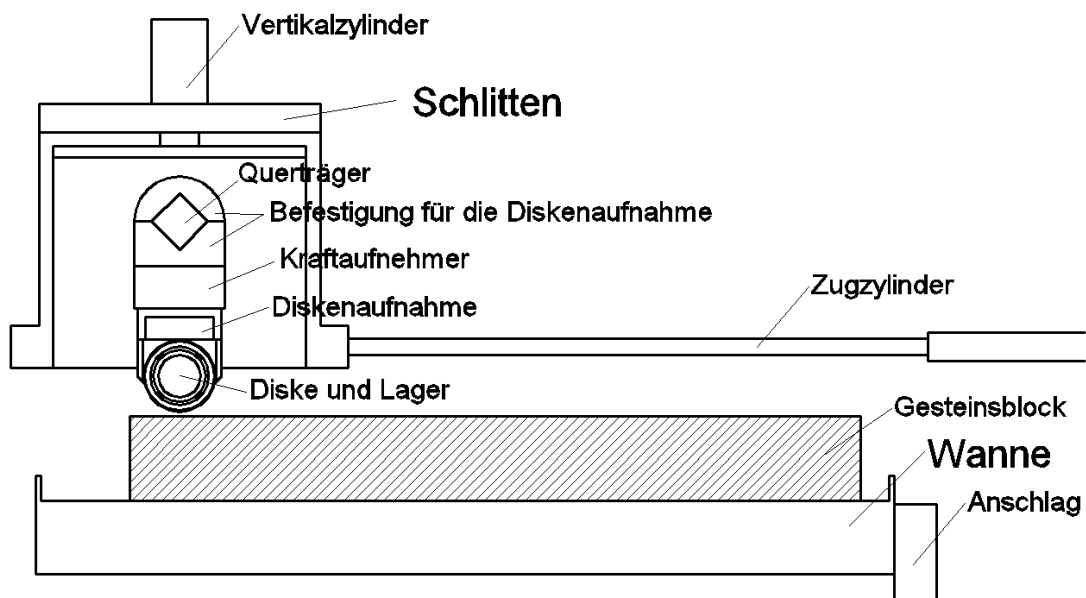 Vertikalzylinder
Schlitten
Querträger
Befestigung für die Diskenaufnahme
Kraftaufnehmer
Zugzylinder
Diskenaufnahme
Diske und Lager
Gesteinsblock
Wanne
Anschlag